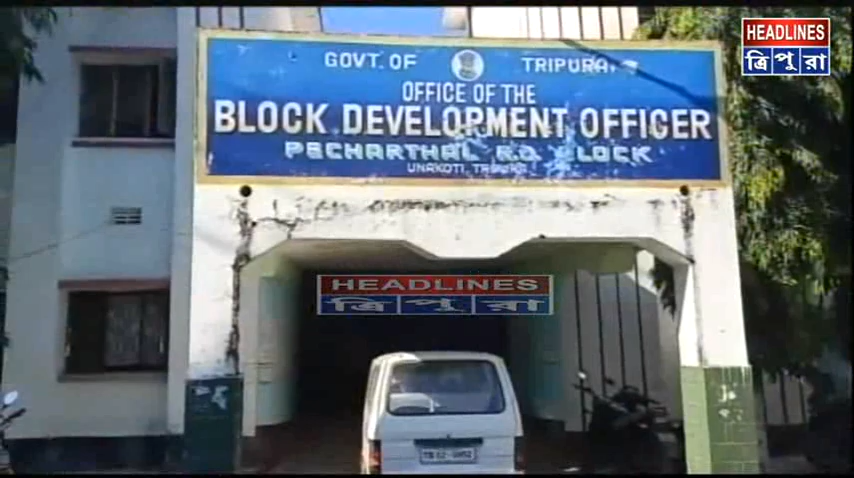 HEADLINES
ত্রিপুরা
GOVT. OF TRIPURA
OFFICE OF THE
BLOCK DEVELOPMENT OFFICER
PECHARTHAL R.D. BLOCK
UNAKOTI, TRIPURA
HEADLINES
ত্রিপুরা